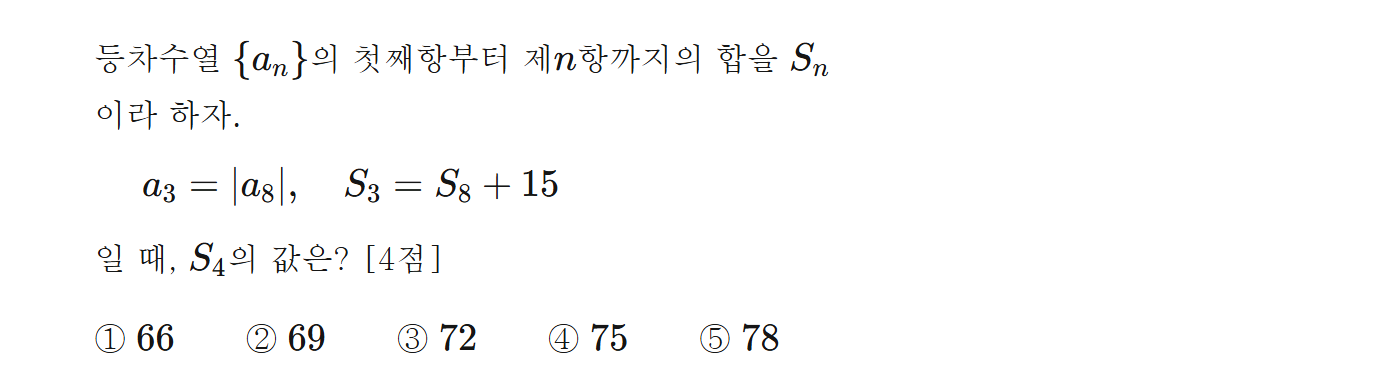 등차수열 {aₙ}의 첫째항부터 제n항까지의 합을 Sₙ
이라 하자.
a₃ = |a₈|, S₃ = S₈ + 15
일 때, S₄의 값은? [4점]
① 66 ② 69 ③ 72 ④ 75 ⑤ 78